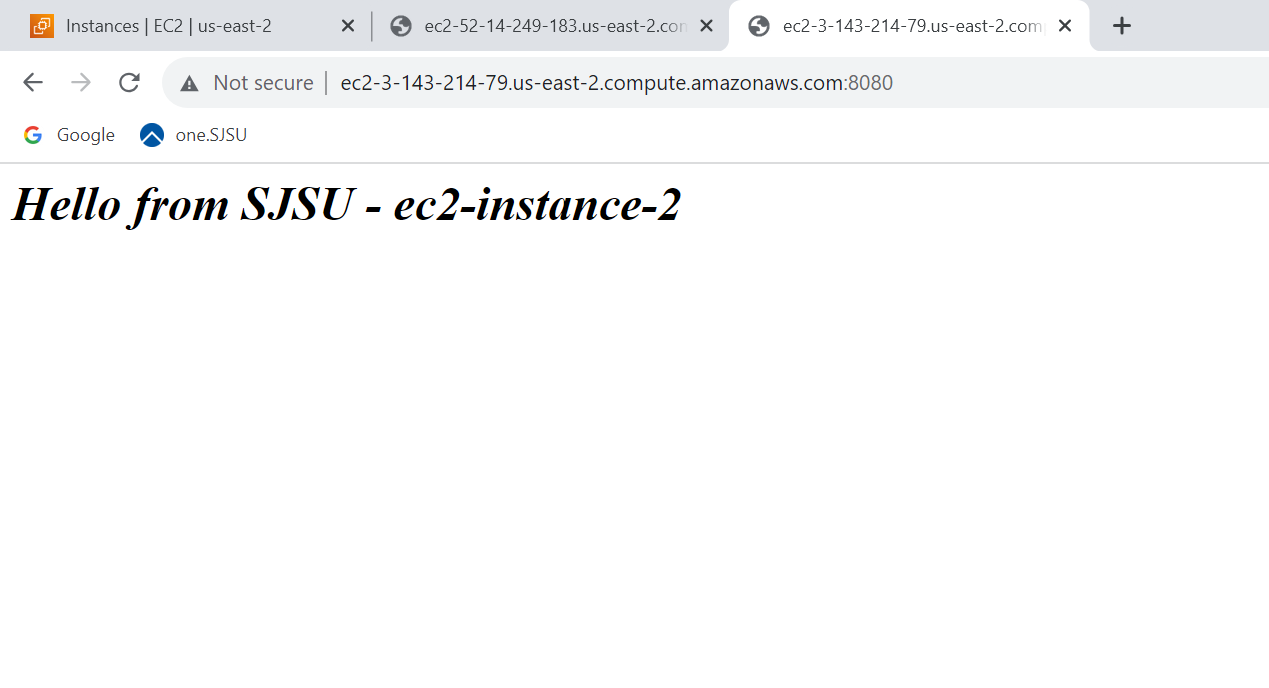 Instances | EC2 | us-east-2
ec2-52-14-249-183.us-east-2.con
ec2-3-143-214-79.us-east-2.com
Not secure | ec2-3-143-214-79.us-east-2.compute.amazonaws.com:8080
Google
one.SJSU
Hello from SJSU - ec2-instance-2